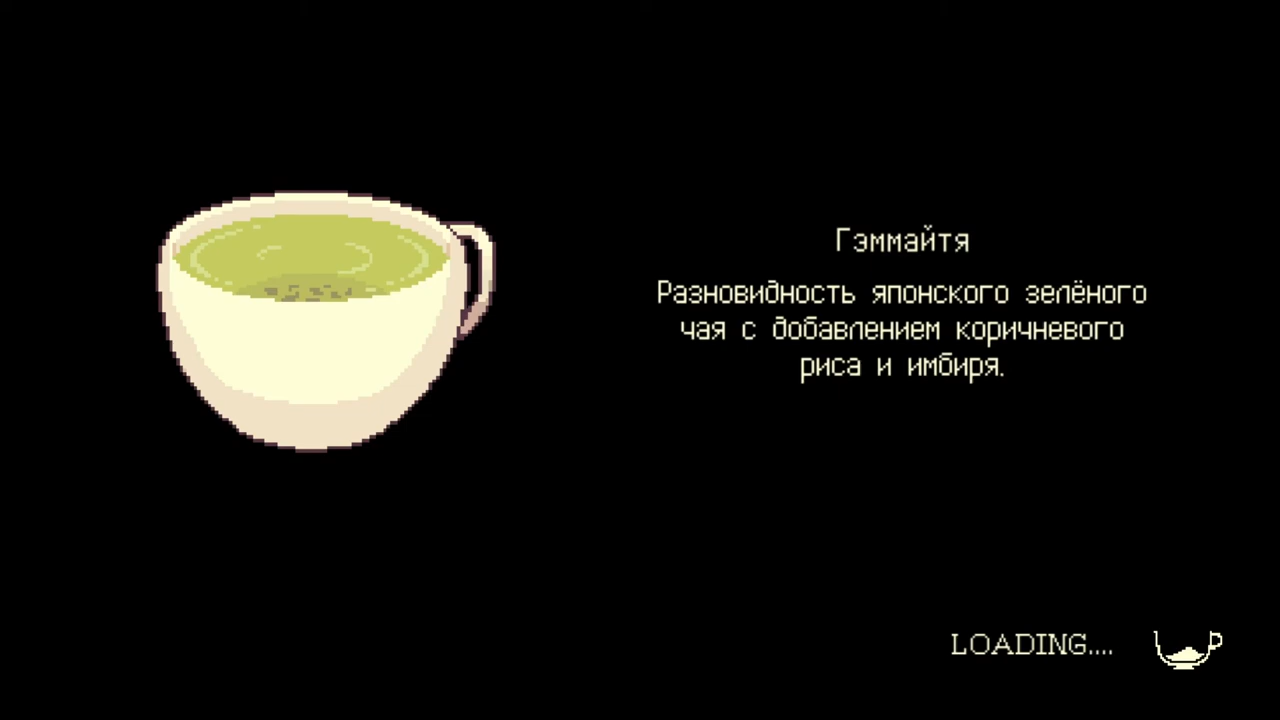 Гэммайтя
Разновидность японского зелёного
чая с добавлением коричневого
риса и имбиря.
LOADING....